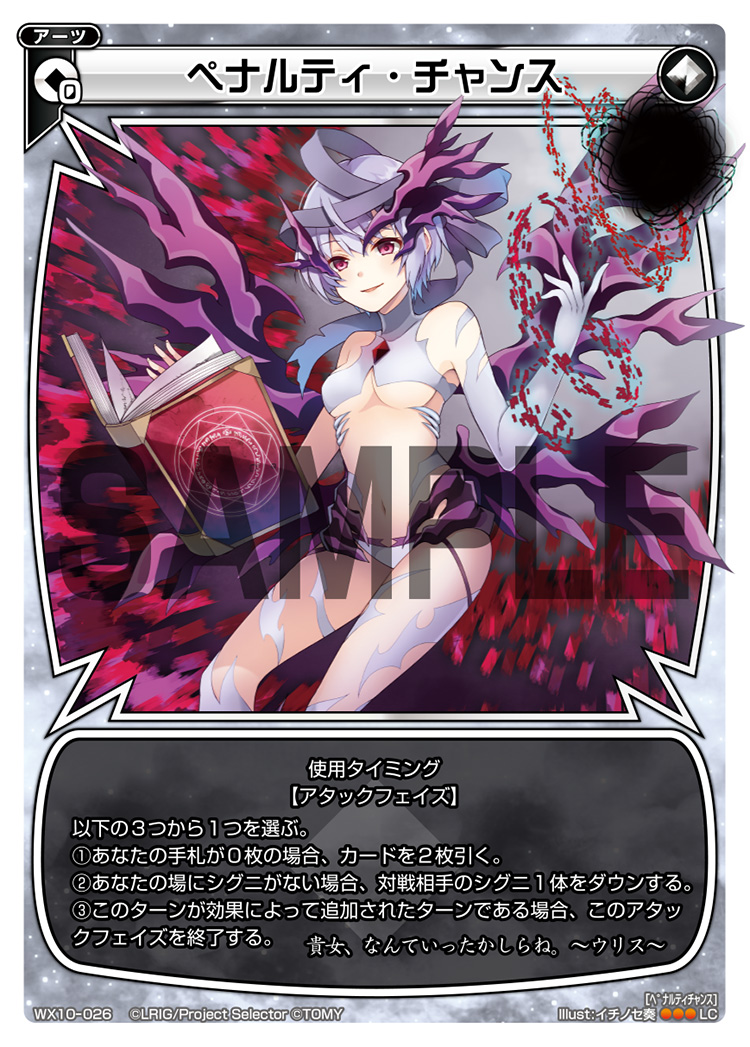 アーツ
ペナルティ・チャンス
0
SAMPLE
使用タイミング
【アタックフェイズ】
以下の3つから1つを選ぶ。
①あなたの手札が0枚の場合、カードを2枚引く。
②あなたの場にシグニがない場合、対戦相手のシグニ1体をダウンする。
③このターンが効果によって追加されたターンである場合、このアタッ
クフェイズを終了する。
貴女、なんていったかしらね。～ウリス～
[ペナルティチャンス]
WX10-026 ©LRIG/Project Selector ©TOMY Illust:イチノセ奏 LC